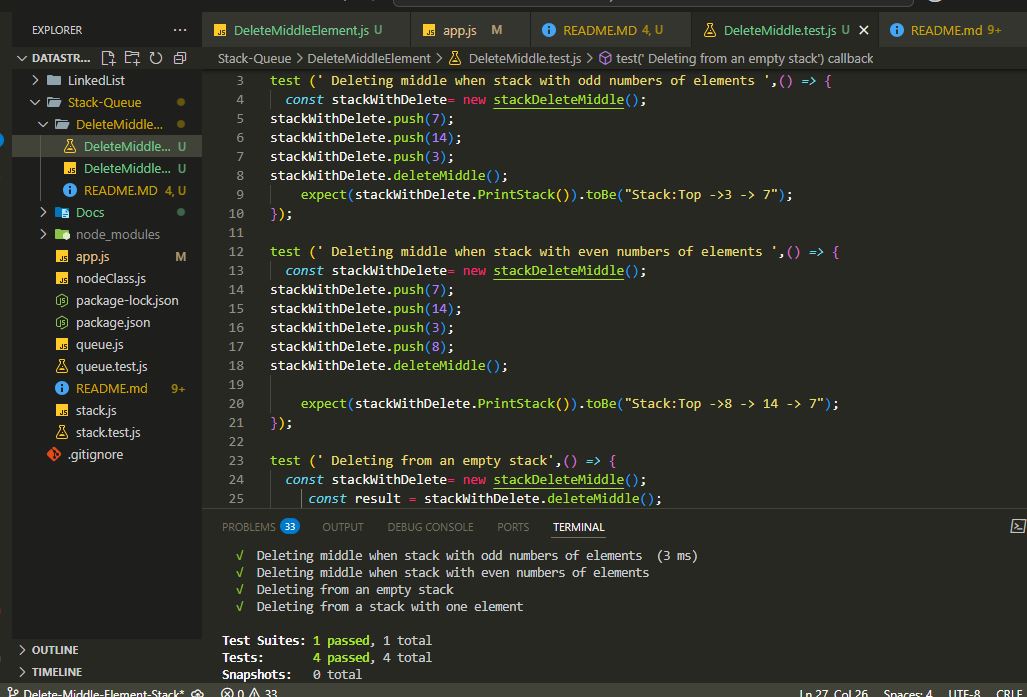 EXPLORER
DeleteMiddleElement.js U
app.js M
README.MD 4, U
DeleteMiddle.test.js U
README.md 9+
DATASTR...
Stack-Queue > DeleteMiddleElement > DeleteMiddle.test.js > test(' Deleting from an empty stack') callback
LinkedList
Stack-Queue
DeleteMiddle...
DeleteMiddle... U
DeleteMiddle... U
README.MD 4, U
Docs
node_modules
app.js M
nodeClass.js
package-lock.json
package.json
queue.js
queue.test.js
README.md 9+
stack.js
stack.test.js
.gitignore
OUTLINE
TIMELINE
3 test (' Deleting middle when stack with odd numbers of elements ',() => {
4 const stackWithDelete= new stackDeleteMiddle();
5 stackWithDelete.push(7);
6 stackWithDelete.push(14);
7 stackWithDelete.push(3);
8 stackWithDelete.deleteMiddle();
9 expect(stackWithDelete.PrintStack()).toBe("Stack:Top ->3 -> 7");
10 });
11
12 test (' Deleting middle when stack with even numbers of elements ',() => {
13 const stackWithDelete= new stackDeleteMiddle();
14 stackWithDelete.push(7);
15 stackWithDelete.push(14);
16 stackWithDelete.push(3);
17 stackWithDelete.push(8);
18 stackWithDelete.deleteMiddle();
19
20 expect(stackWithDelete.PrintStack()).toBe("Stack:Top ->8 -> 14 -> 7");
21 });
22
23 test (' Deleting from an empty stack',() => {
24 const stackWithDelete= new stackDeleteMiddle();
25 const result = stackWithDelete.deleteMiddle();
PROBLEMS 33 OUTPUT DEBUG CONSOLE PORTS TERMINAL
√ Deleting middle when stack with odd numbers of elements (3 ms)
√ Deleting middle when stack with even numbers of elements
√ Deleting from an empty stack
√ Deleting from a stack with one element
Test Suites: 1 passed, 1 total
Tests: 4 passed, 4 total
Snapshots: 0 total
Delete-Middle-Element-Stack* 0 33 Ln 27, Col 26 Spaces: 4 UTF-8 CRLF